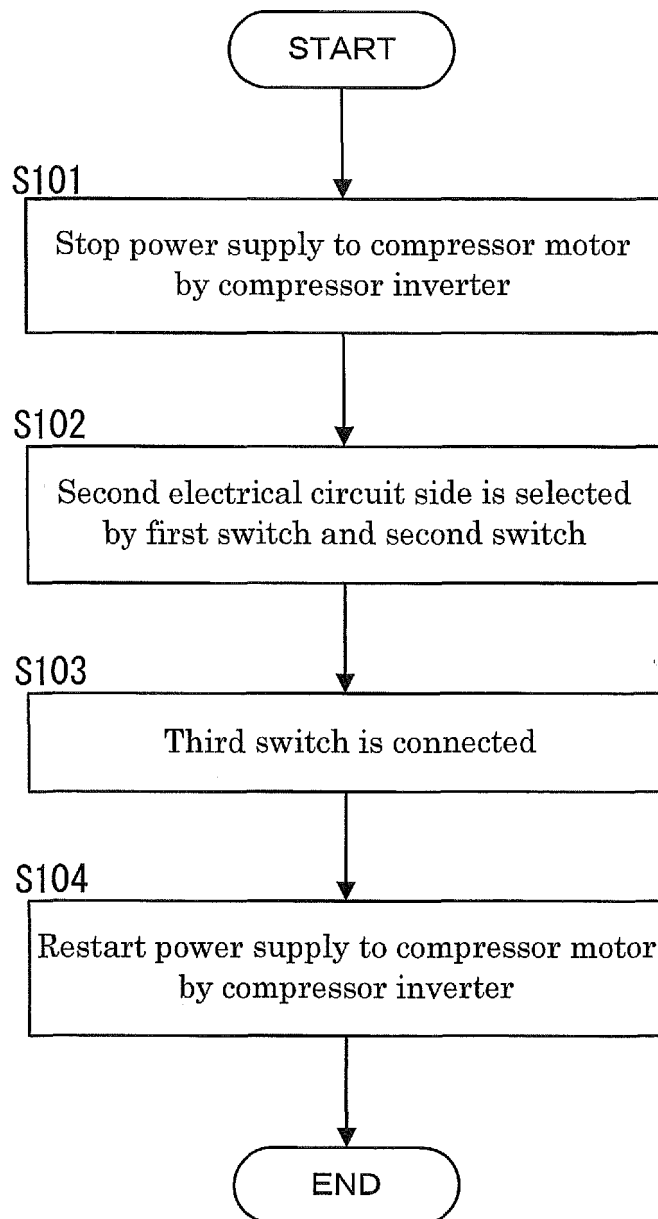 START
S101
Stop power supply to compressor motor
by compressor inverter
S102
Second electrical circuit side is selected
by first switch and second switch
S103
Third switch is connected
S104
Restart power supply to compressor motor
by compressor inverter
END